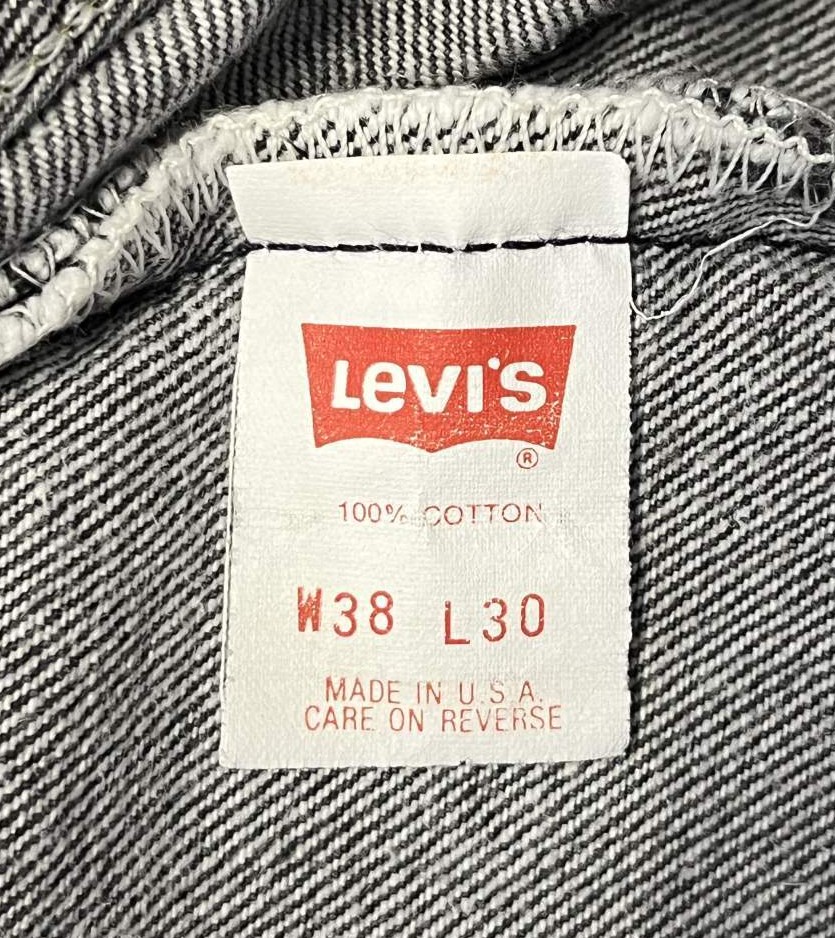 Levi's
®
100% COTTON
W38 L30
MADE IN U.S.A.
CARE ON REVERSE